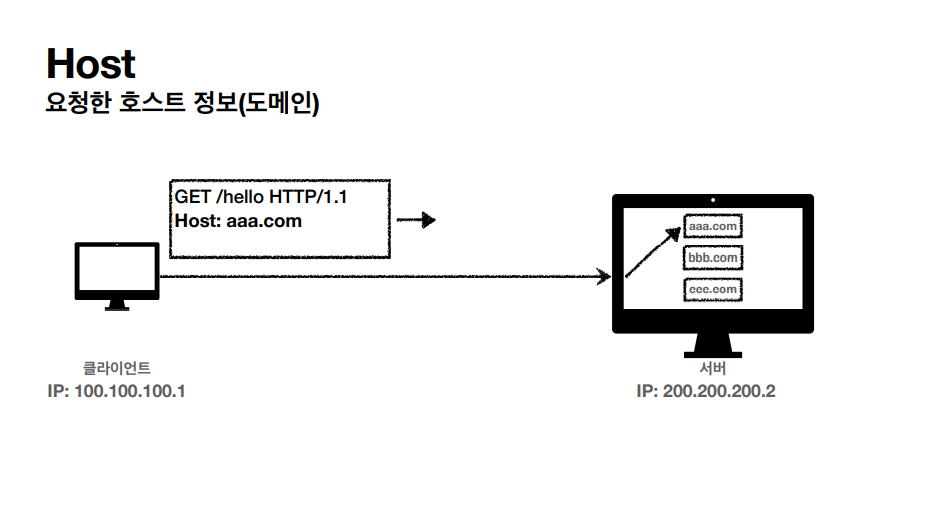 Host
요청한 호스트 정보(도메인)
GET /hello HTTP/1.1
Host: aaa.com
aaa.com
bbb.com
ccc.com
클라이언트
IP: 100.100.100.1
서버
IP: 200.200.200.2